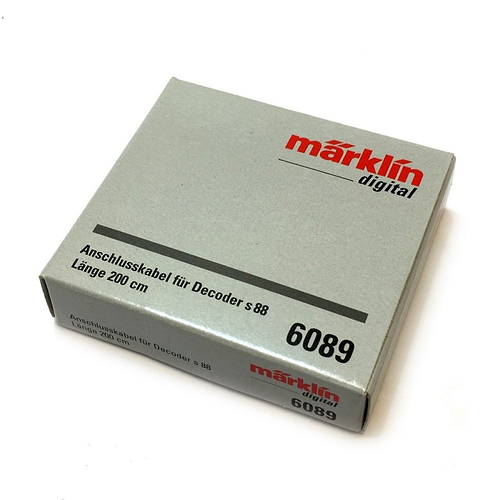 märklin
digital
Anschlusskabel für Decoder s 88
Länge 200 cm
6089
Anschlusskabel für Decoder s 88
Länge 200 cm
märklin
digital
6089